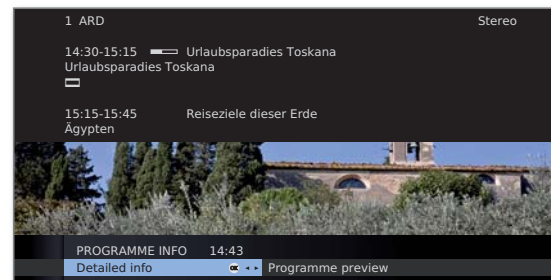 1 ARD Stereo
14:30-15:15 Urlaubsparadies Toskana
Urlaubsparadies Toskana
15:15-15:45 Reiseziele dieser Erde
Ägypten
PROGRAMME INFO 14:43
Detailed info OK Programme preview